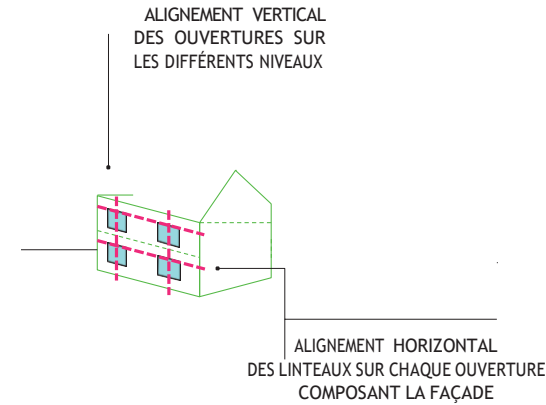 ALIGNEMENT VERTICAL
DES OUVERTURES SUR
LES DIFFÉRENTS NIVEAUX
ALIGNEMENT HORIZONTAL
DES LINTEAUX SUR CHAQUE OUVERTURE
COMPOSANT LA FAÇADE